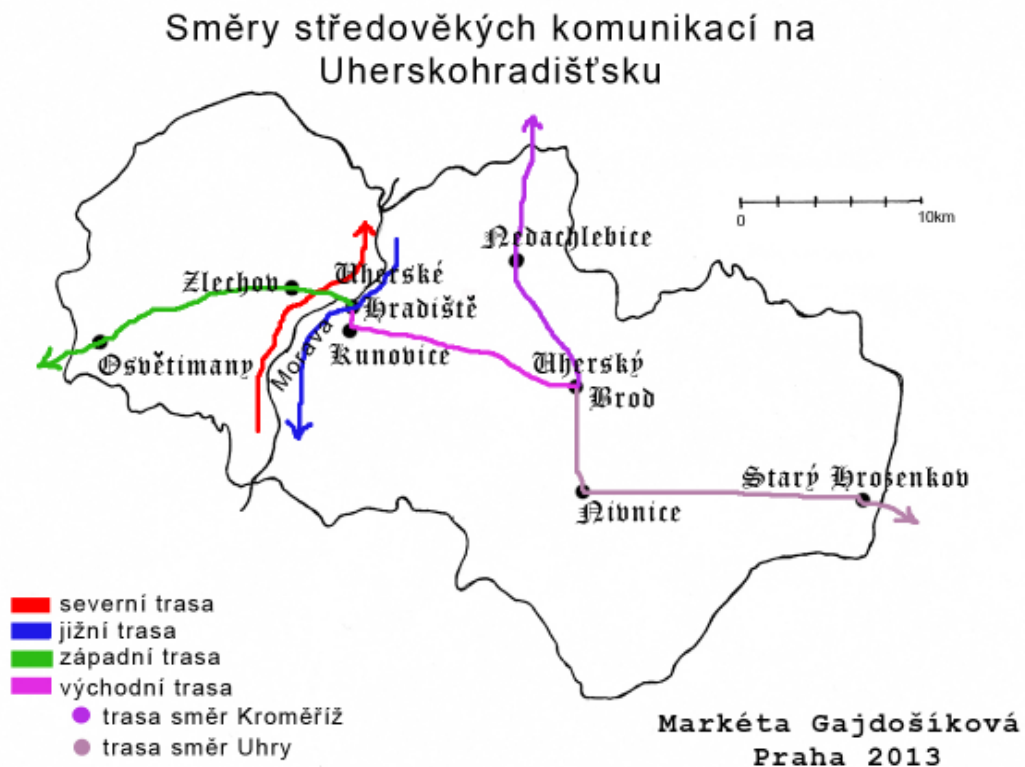 Směry středověkých komunikací na
Uherskohradišťsku
Nedachlebice
0
10km
Zlechov
Uherské
Hradiště
Osvětimany
Morava
Kunovice
Uherský
Brod
Starý Hrozenkov
Nivnice
severní trasa
jižní trasa
západní trasa
východní trasa
trasa směr Kroměříž
trasa směr Uhry
Markéta Gajdošíková
Praha 2013